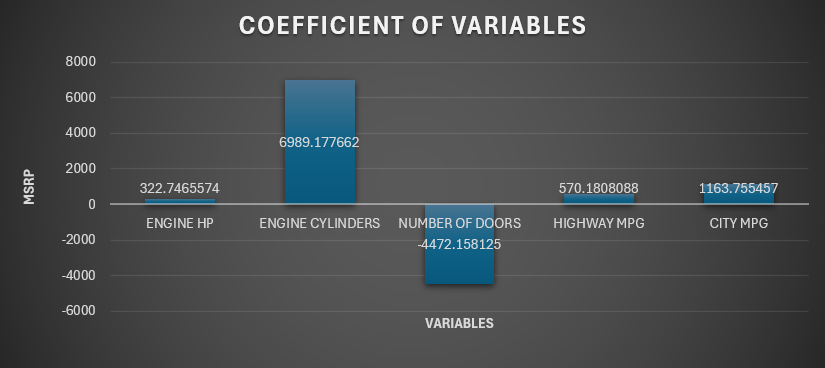 COEFFICIENT OF VARIABLES
8000
6000
4000
2000
0
-2000
-4000
-6000
MSRP
322.7465574
6989.177662
-4472.158125
570.1808088
1163.755457
ENGINE HP
ENGINE CYLINDERS
NUMBER OF DOORS
HIGHWAY MPG
CITY MPG
VARIABLES